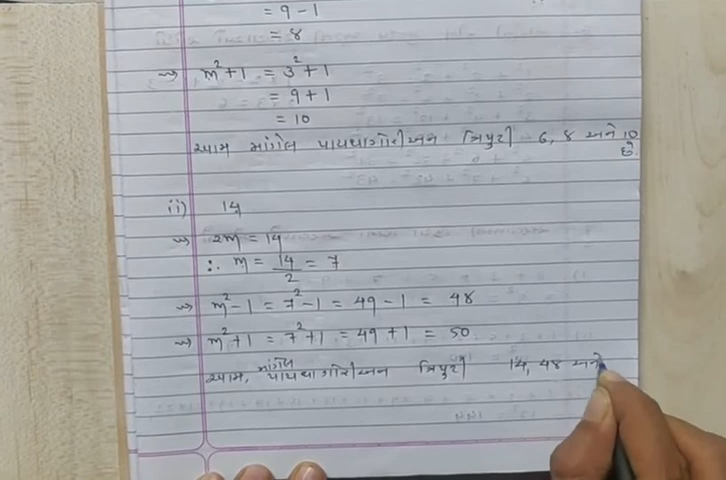 = 9 - 1
= 8
⇝ m² + 1 = 3² + 1
= 9 + 1
= 10
આમ માંગેલ પાયથાગોરીઅન ત્રિપુટી 6, 8 અને 10 છે.
ii) 14
⇝ 2m = 14
∴ m = 14/2 = 7
⇝ m² - 1 = 7² - 1 = 49 - 1 = 48
⇝ m² + 1 = 7² + 1 = 49 + 1 = 50
આમ, માંગેલ પાયથાગોરીઅન ત્રિપુટી 14, 48 અને